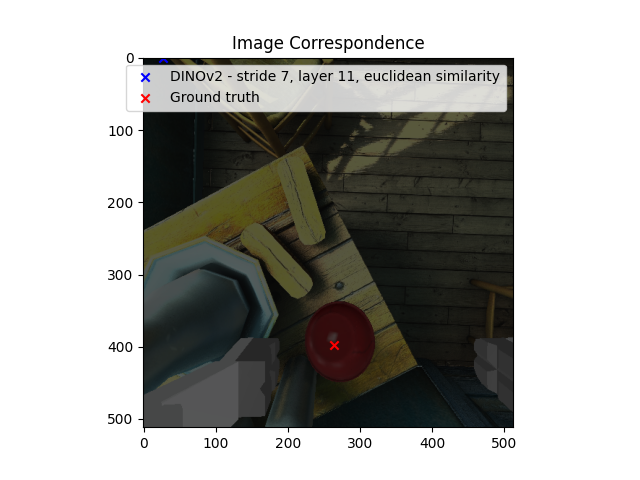 Image Correspondence
DINOv2 - stride 7, layer 11, euclidean similarity
Ground truth
0
100
200
300
400
500
0 100 200 300 400 500